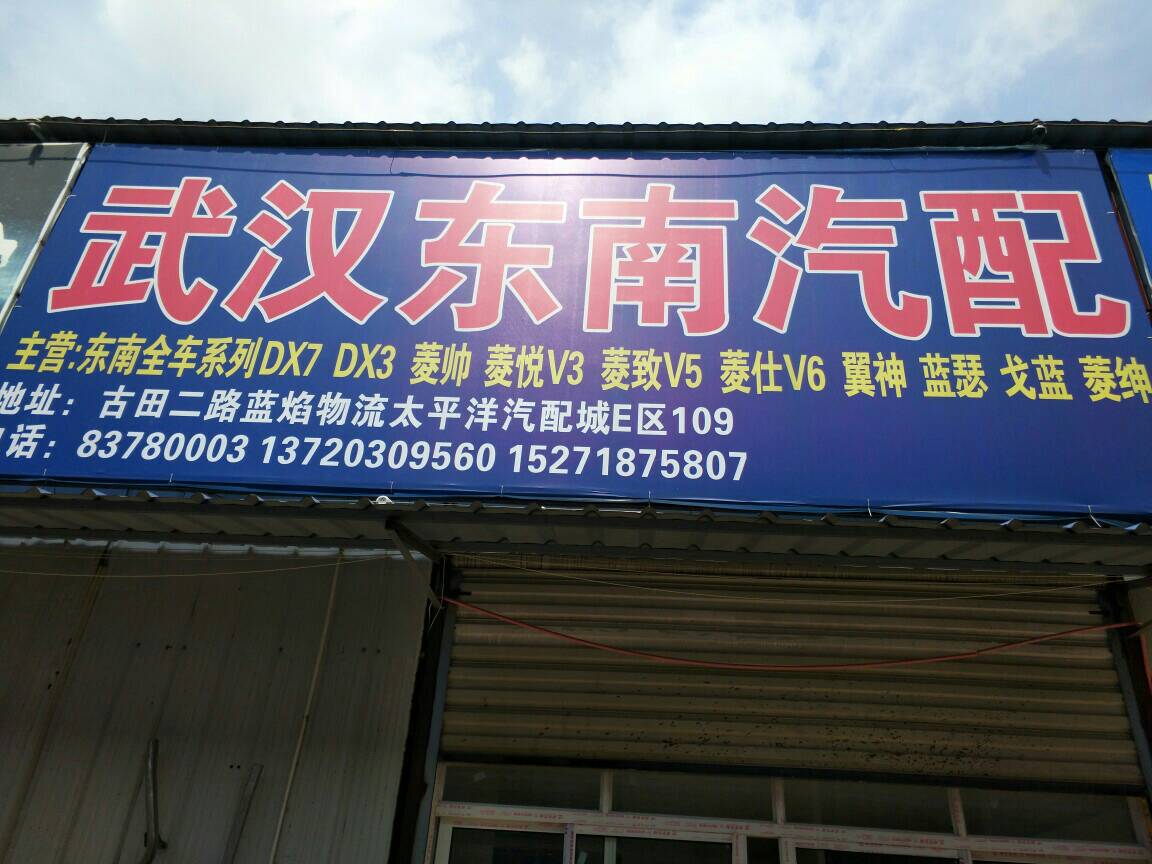 武汉东南汽配
主营:东南全车系列DX7 DX3 菱帅 菱悦V3 菱致V5 菱仕V6 翼神 蓝瑟 戈蓝 菱绅
地址：古田二路蓝焰物流太平洋汽配城E区109
电话：83780003 13720309560 15271875807